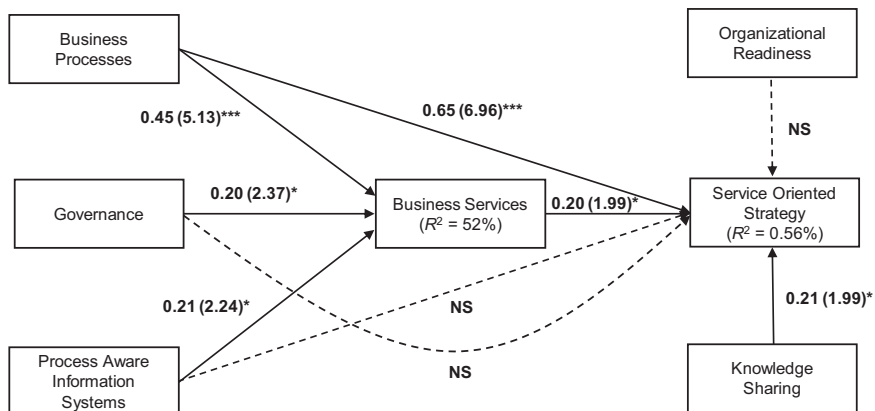 Business
Processes
Organizational
Readiness
0.45 (5.13)***
0.65 (6.96)***
NS
Governance
0.20 (2.37)*
Business Services
(R² = 52%)
0.20 (1.99)*
Service Oriented
Strategy
(R² = 0.56%)
0.21 (2.24)*
NS
0.21 (1.99)*
NS
Process Aware
Information
Systems
Knowledge
Sharing